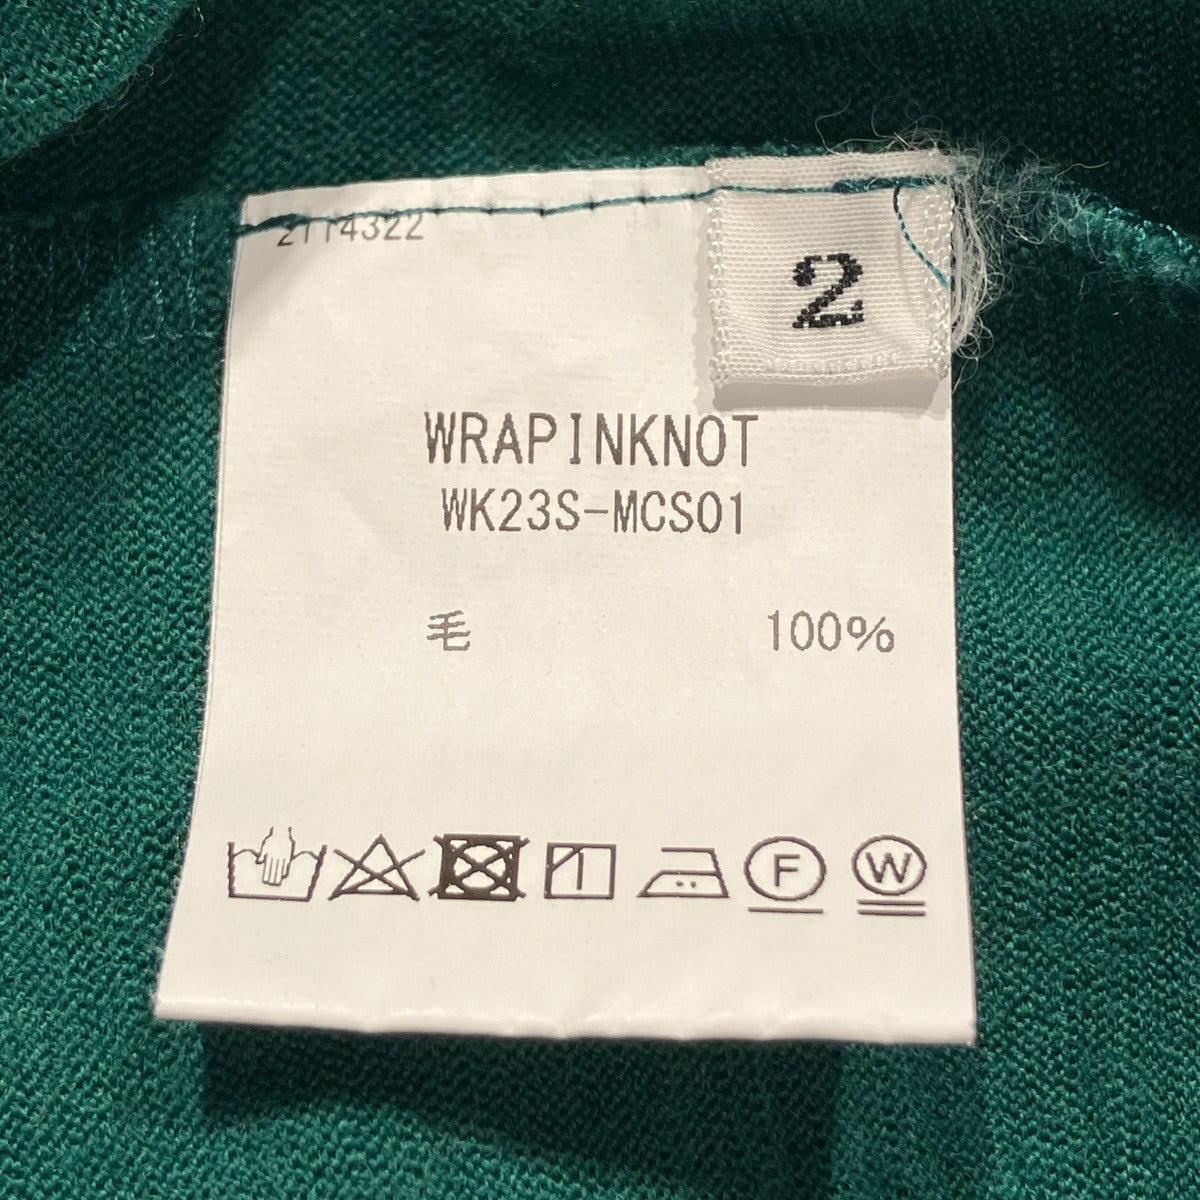 2114322
2
WRAPINKNOT
WK23S-MCS01
毛 100%
F W